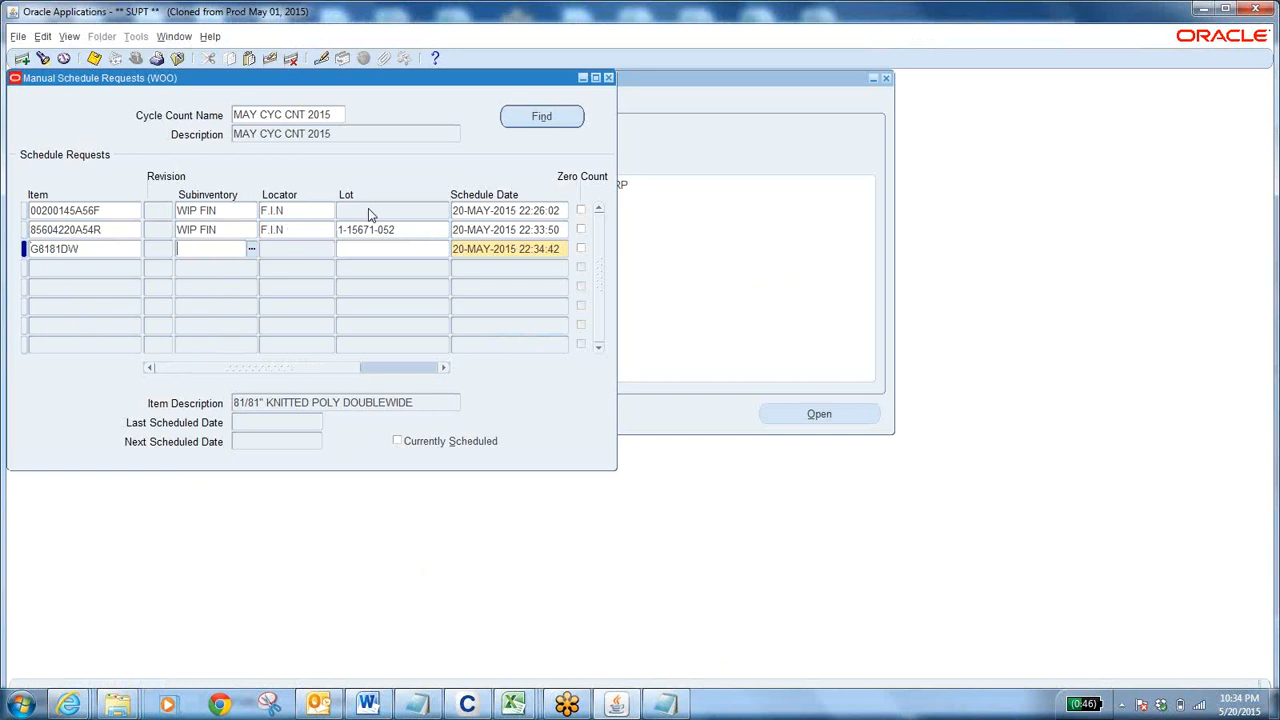 Oracle Applications - ** SUPT ** (Cloned from Prod May 01, 2015)
File Edit View Folder Tools Window Help
ORACLE
Manual Schedule Requests (WOO)
Cycle Count Name MAY CYC CNT 2015
Find
Description MAY CYC CNT 2015
Schedule Requests
Revision Zero Count
Item Subinventory Locator Lot Schedule Date
00200145A56F WIP FIN F.I.N 20-MAY-2015 22:26:02
85604220A54R WIP FIN F.I.N 1-15671-052 20-MAY-2015 22:33:50
G8181DW 20-MAY-2015 22:34:42
Item Description 81/81" KNITTED POLY DOUBLEWIDE
Last Scheduled Date
Next Scheduled Date
Currently Scheduled
RP
Open
(0:46)
10:34 PM
5/20/2015